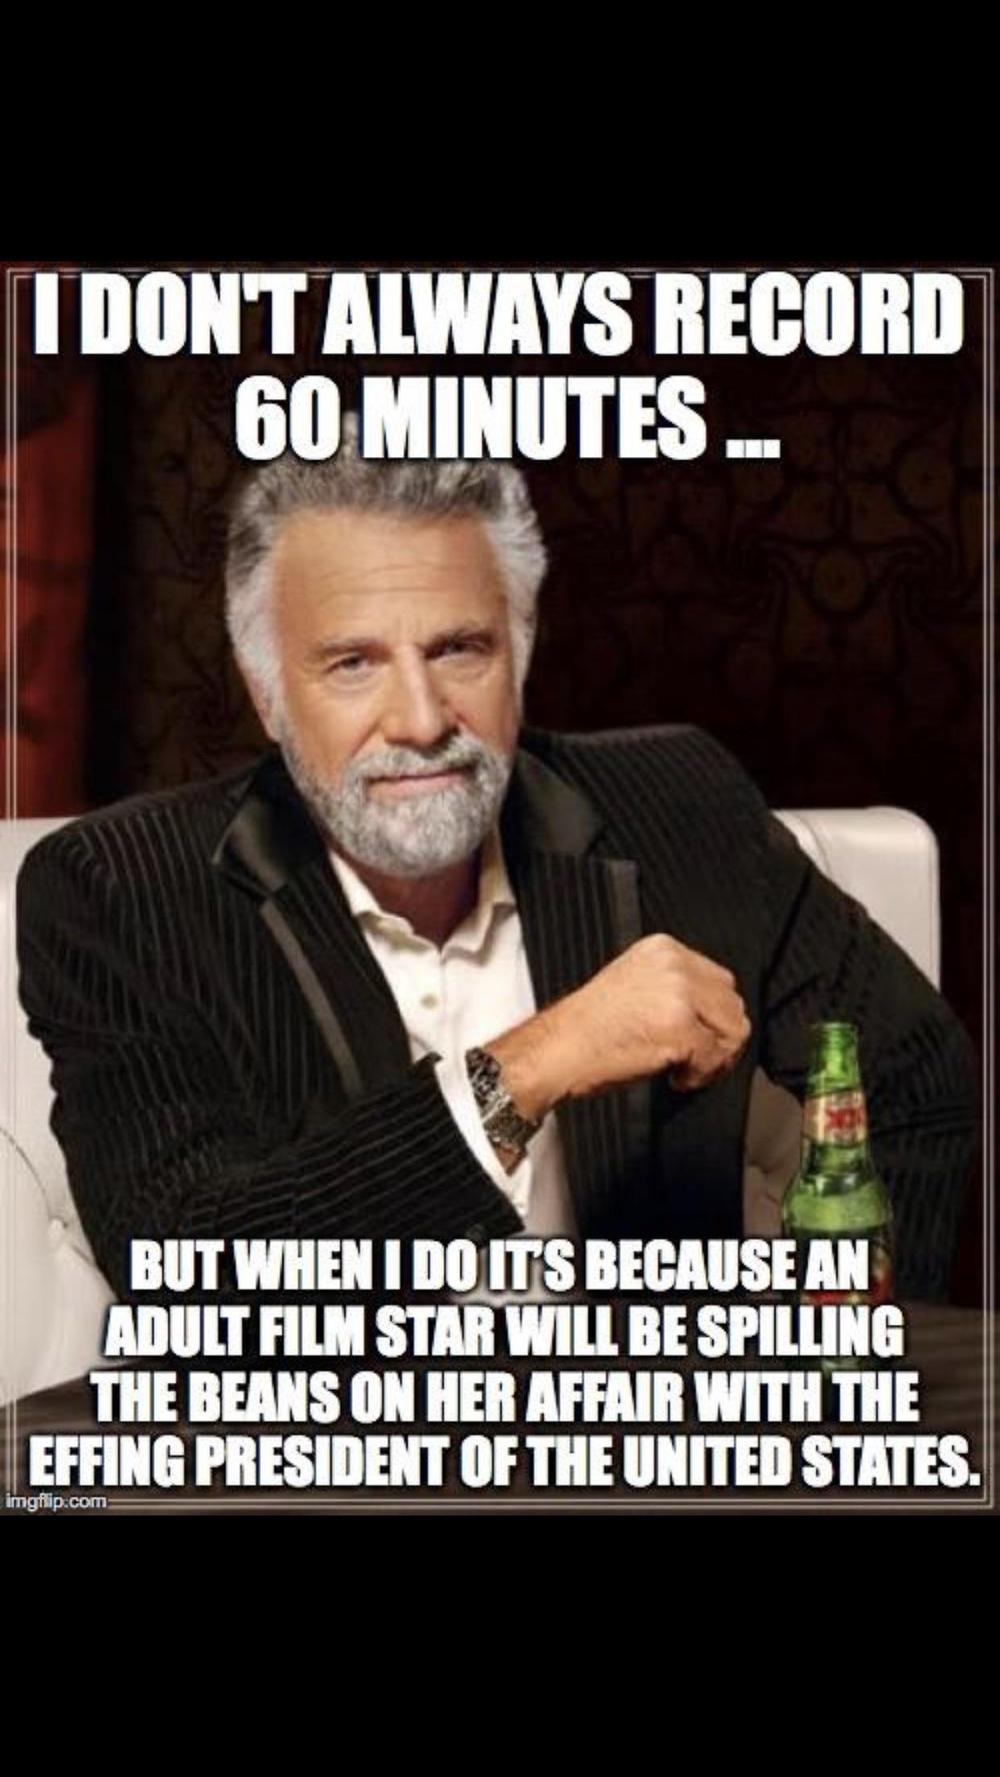 I DON'T ALWAYS RECORD
60 MINUTES ...
XX
BUT WHEN I DO IT'S BECAUSE AN
ADULT FILM STAR WILL BE SPILLING
THE BEANS ON HER AFFAIR WITH THE
EFFING PRESIDENT OF THE UNITED STATES.
imgflip.com